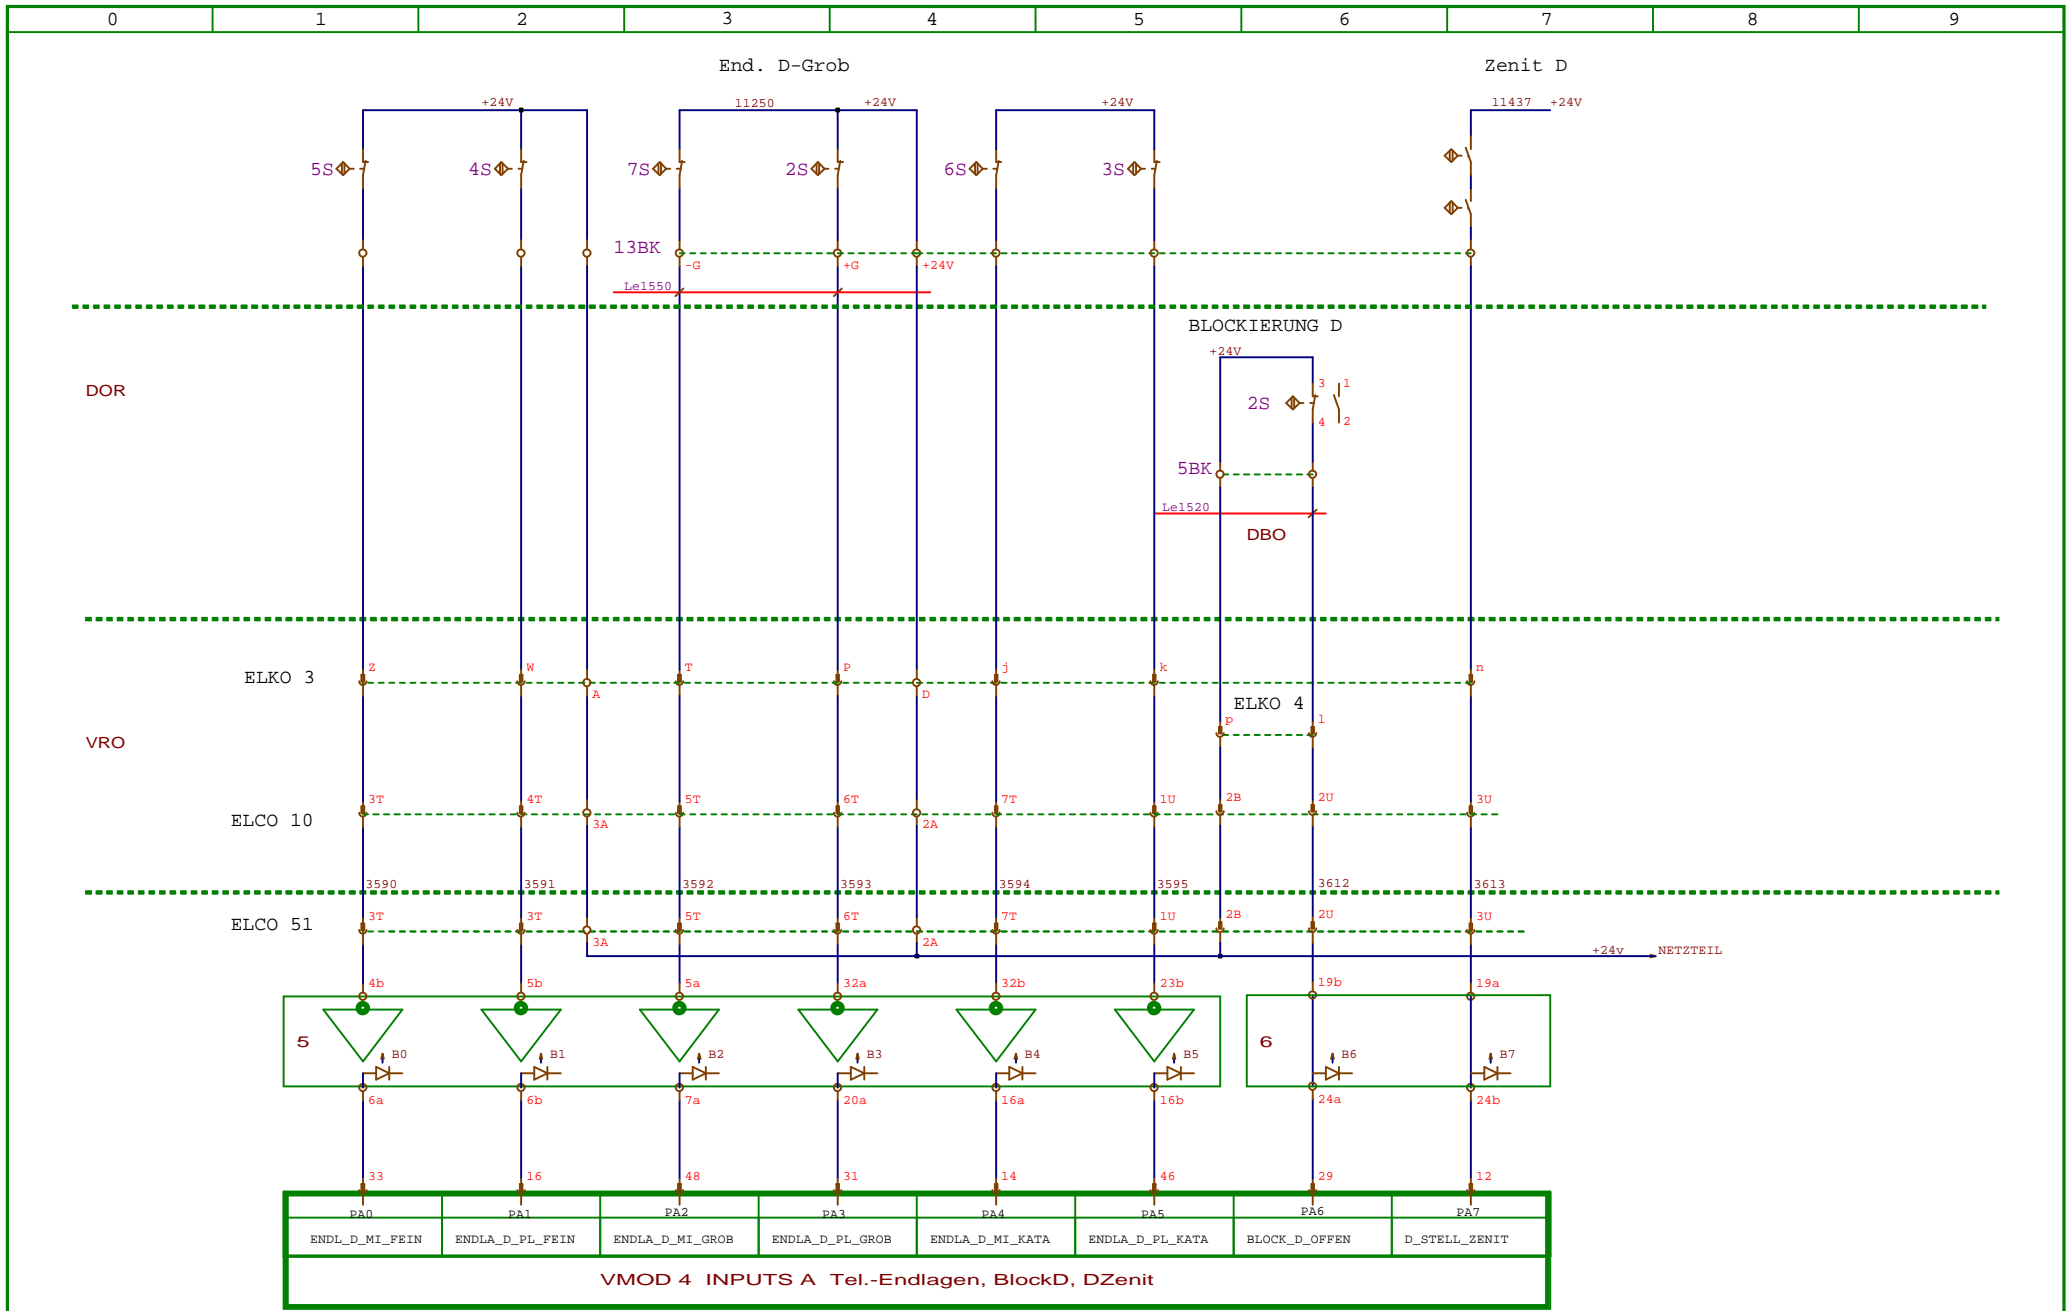 0 1 2 3 4 5 6 7 8 9
End. D-Grob Zenit D
+24V 11250 +24V +24V 11437 +24V
5S 4S 7S 2S 6S 3S
13BK
-G +G +24V
Le1550
BLOCKIERUNG D
+24V
DOR
3 1
2S
4 2
5BK
Le1520
DBO
Z W T P j k n
ELKO 3
A D
ELKO 4
p l
VRO
3T 4T 5T 6T 7T 1U 2B 2U 3U
ELCO 10
3A 2A
3590 3591 3592 3593 3594 3595 3612 3613
3T 3T 5T 6T 7T 1U 2B 2U 3U
ELCO 51
3A 2A
+24v NETZTEIL
4b 5b 5a 32a 32b 23b 19b 19a
5 6
B0 B1 B2 B3 B4 B5 B6 B7
6a 6b 7a 20a 16a 16b 24a 24b
33 16 48 31 14 46 29 12
PA0 PA1 PA2 PA3 PA4 PA5 PA6 PA7
ENDL_D_MI_FEIN ENDLA_D_PL_FEIN ENDLA_D_MI_GROB ENDLA_D_PL_GROB ENDLA_D_MI_KATA ENDLA_D_PL_KATA BLOCK_D_OFFEN D_STELL_ZENIT
VMOD 4 INPUTS A Tel.-Endlagen, BlockD, DZenit